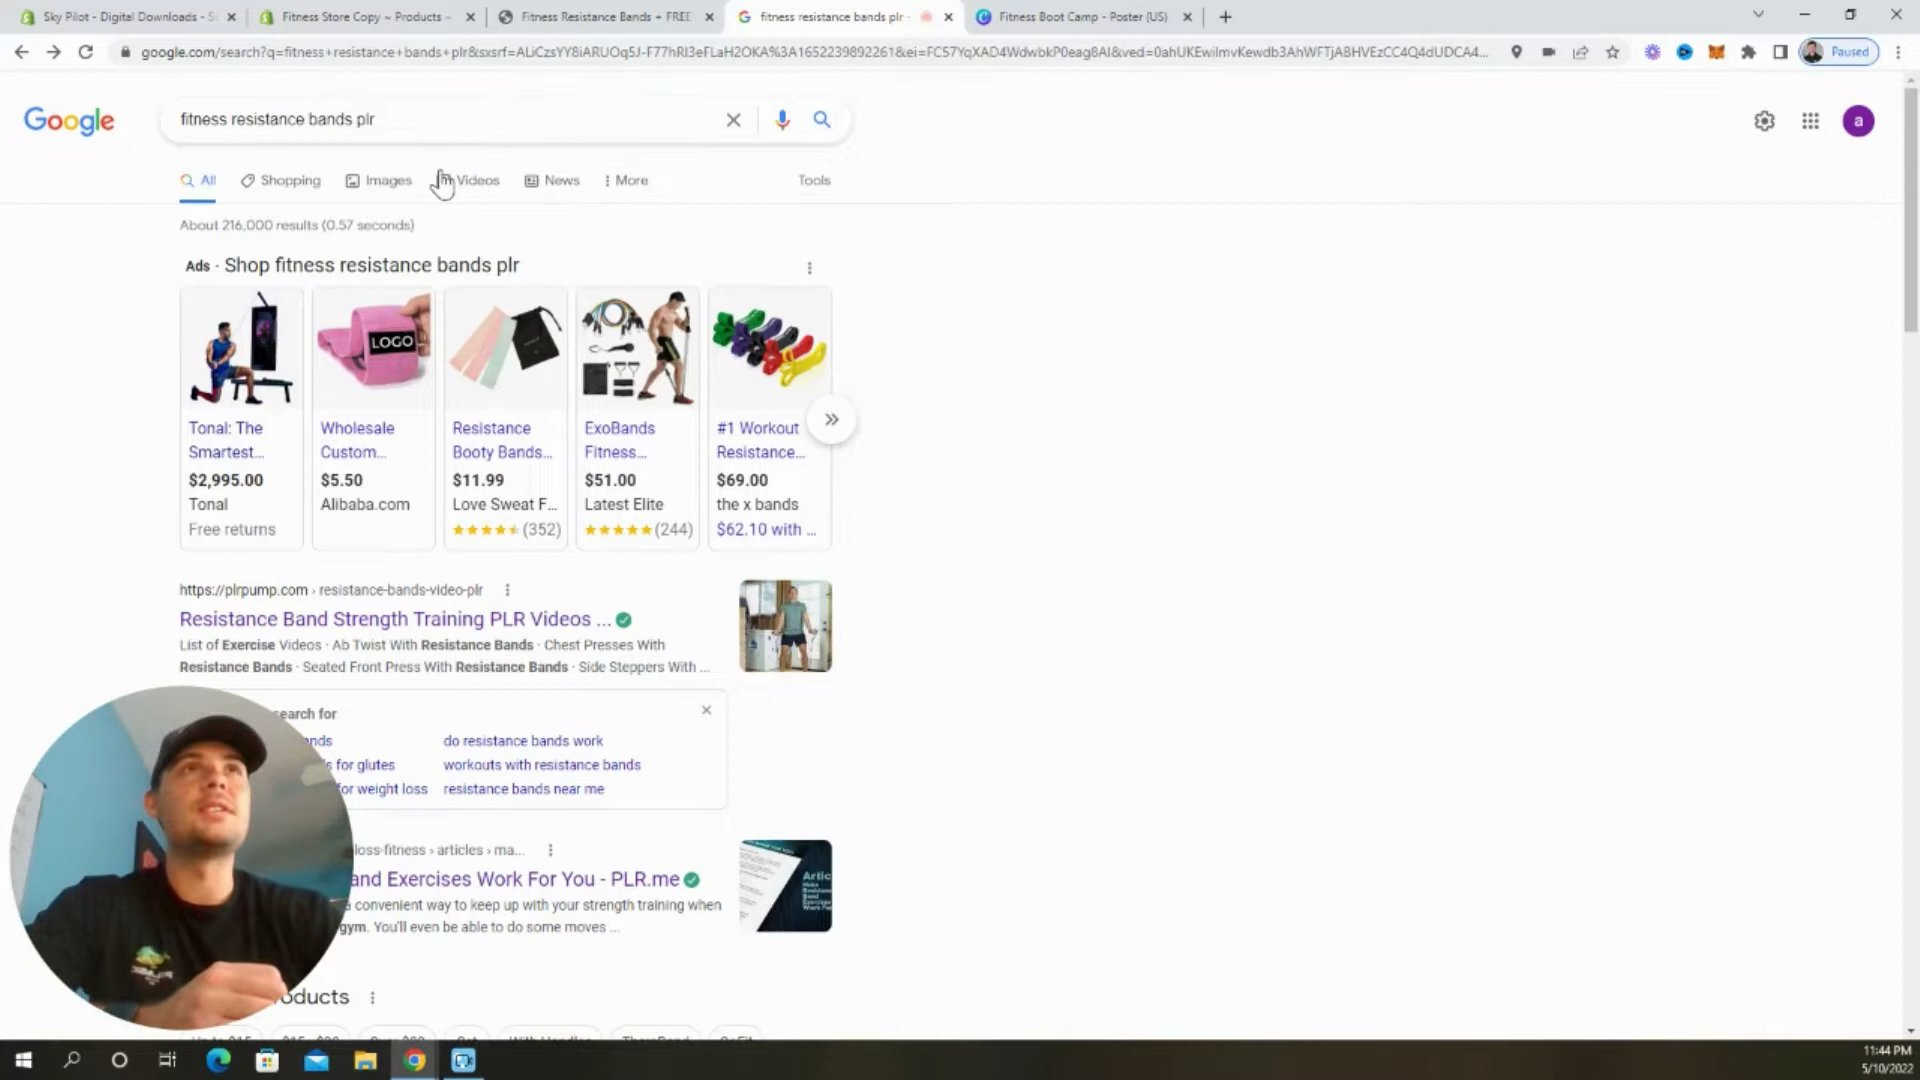 Sky Pilot - Digital Downloads - S
Fitness Store Copy ~ Products ~
Fitness Resistance Bands + FREE
fitness resistance bands plr -
Fitness Boot Camp - Poster (US)
google.com/search?q=fitness+resistance+bands+plr&sxsrf=ALiCzsYY8iARUOq5J-F77hRI3eFLaH2OKA%3A1652239892261&ei=FC57YqXAD4WdwbkP0eag8AI&ved=0ahUKEwilmvKewdb3AhWFTjABHVEzCC4Q4dUDCA4...
Paused
Google
fitness resistance bands plr
a
All
Shopping
Images
Videos
News
More
Tools
About 216,000 results (0.57 seconds)
Ads · Shop fitness resistance bands plr
LOGO
Tonal: The
Smartest...
$2,995.00
Tonal
Free returns
Wholesale
Custom...
$5.50
Alibaba.com
Resistance
Booty Bands...
$11.99
Love Sweat F...
(352)
ExoBands
Fitness...
$51.00
Latest Elite
(244)
#1 Workout
Resistance...
$69.00
the x bands
$62.10 with ...
https://plrpump.com › resistance-bands-video-plr
Resistance Band Strength Training PLR Videos ...
List of Exercise Videos · Ab Twist With Resistance Bands · Chest Presses With
Resistance Bands · Seated Front Press With Resistance Bands · Side Steppers With ...
search for
do resistance bands work
for glutes
workouts with resistance bands
for weight loss
resistance bands near me
loss-fitness › articles › ma...
and Exercises Work For You - PLR.me
a convenient way to keep up with your strength training when
gym. You'll even be able to do some moves ...
Artic
oducts
11:44 PM
5/10/2022